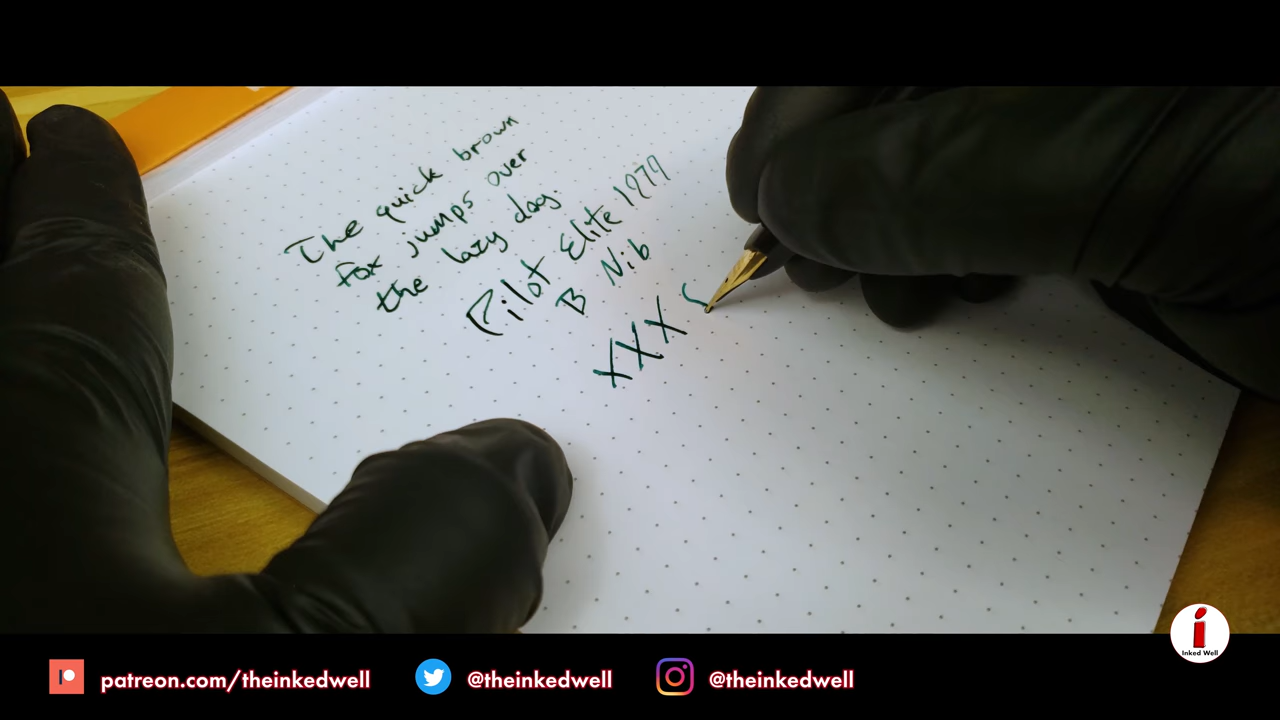 The quick brown
fox jumps over
the lazy dog.
Pilot Elite 1979
B Nib
XXX
i
Inked Well
patreon.com/theinkedwell
@theinkedwell
@theinkedwell